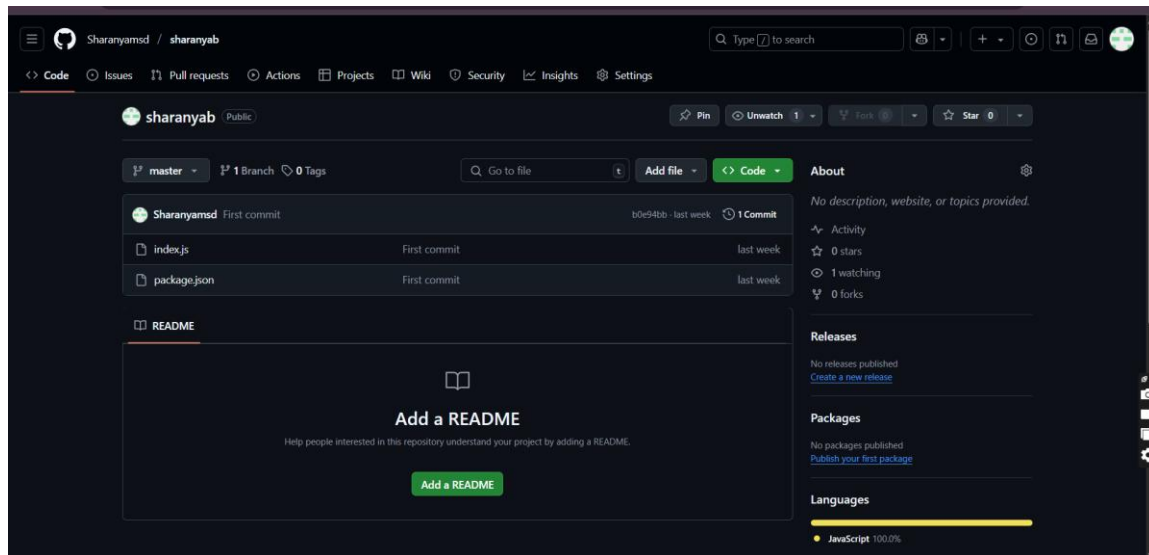 Sharanyamsd / sharanyab
Type / to search
Code Issues Pull requests Actions Projects Wiki Security Insights Settings
sharanyab Public
Pin Unwatch 1 Fork 0 Star 0
master 1 Branch 0 Tags Go to file t Add file Code
Sharanyamsd First commit b0e94bb · last week 1 Commit
index.js First commit last week
package.json First commit last week
README
Add a README
Help people interested in this repository understand your project by adding a README.
Add a README
About
No description, website, or topics provided.
Activity
0 stars
1 watching
0 forks
Releases
No releases published
Create a new release
Packages
No packages published
Publish your first package
Languages
JavaScript 100.0%